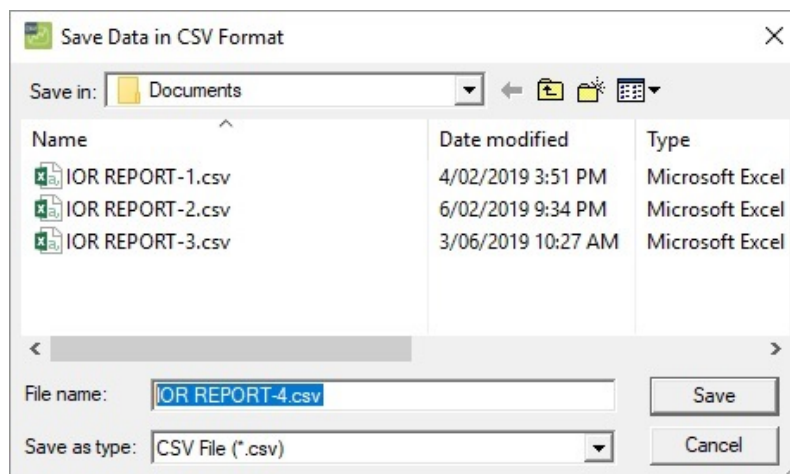 Save Data in CSV Format
Save in: Documents
Name Date modified Type
IOR REPORT-1.csv 4/02/2019 3:51 PM Microsoft Excel
IOR REPORT-2.csv 6/02/2019 9:34 PM Microsoft Excel
IOR REPORT-3.csv 3/06/2019 10:27 AM Microsoft Excel
File name: IOR REPORT-4.csv Save
Save as type: CSV File (*.csv) Cancel